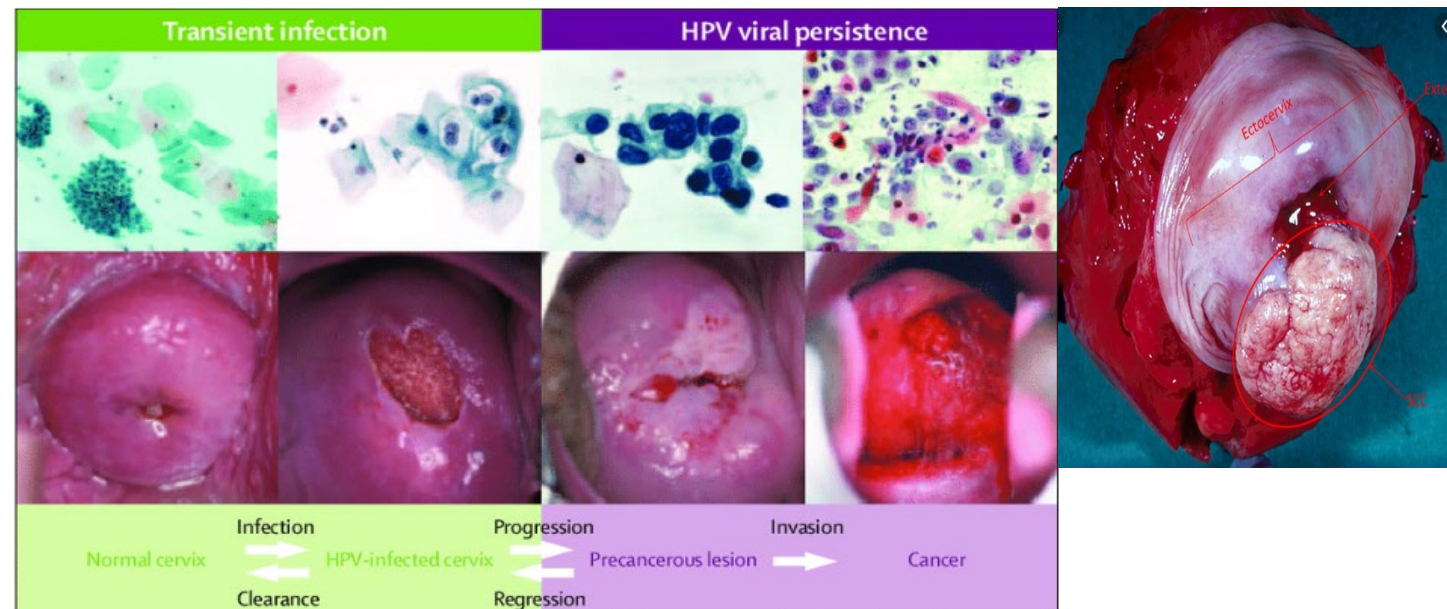 Transient infection
HPV viral persistence
Ectocervix
Exte
SCC
Infection
Progression
Invasion
Normal cervix
HPV-infected cervix
Precancerous lesion
Cancer
Clearance
Regression